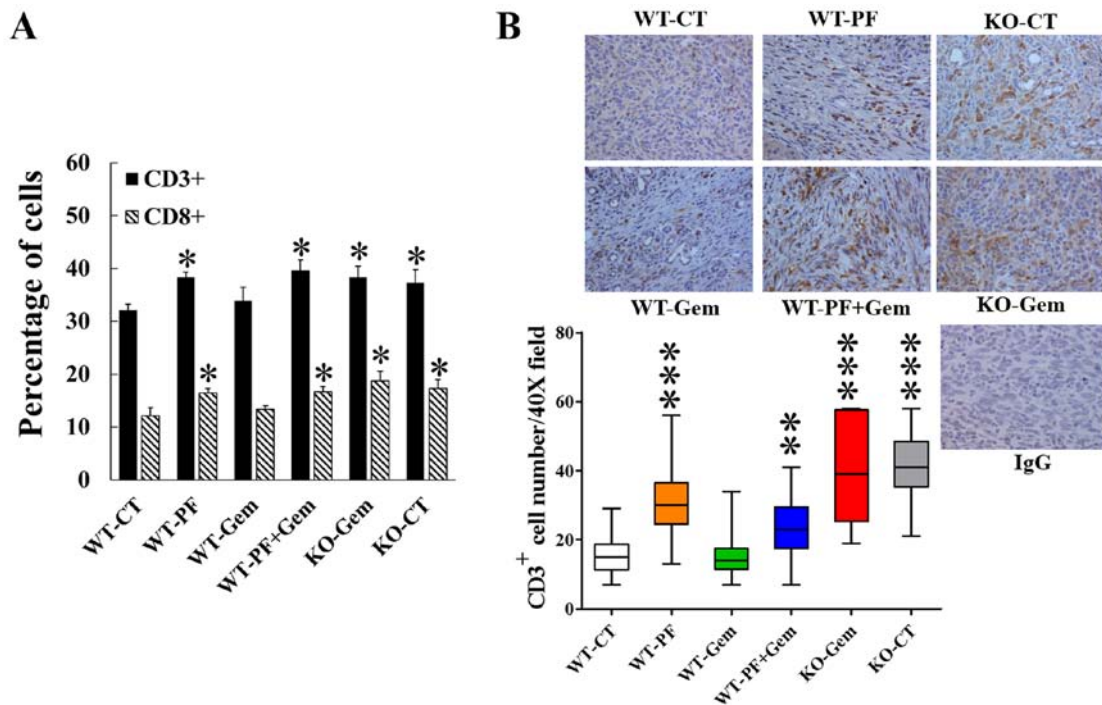 A
Percentage of cells
60
50
40
30
20
10
0
CD3+
CD8+
*
*
*
*
*
*
*
*
WT-CT
WT-PF
WT-Gem
WT-PF+Gem
KO-Gem
KO-CT
B
WT-CT
WT-PF
KO-CT
WT-Gem
WT-PF+Gem
KO-Gem
IgG
CD3+ cell number/40X field
80
60
40
20
0
***
**
***
***
WT-CT
WT-PF
WT-Gem
WT-PF+Gem
KO-Gem
KO-CT